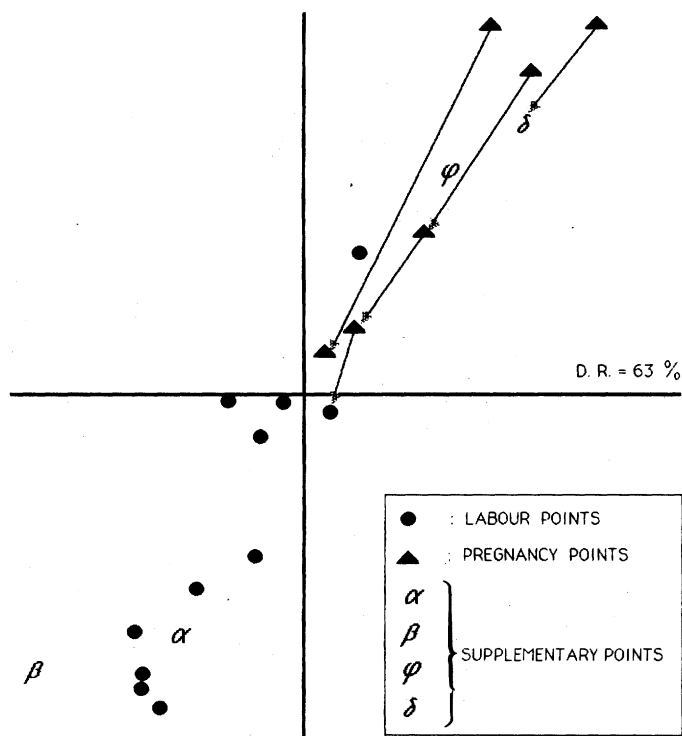 δ
φ
D. R. = 63 %
● : LABOUR POINTS
▲ : PREGNANCY POINTS
α
β
φ
δ
SUPPLEMENTARY POINTS
α
β